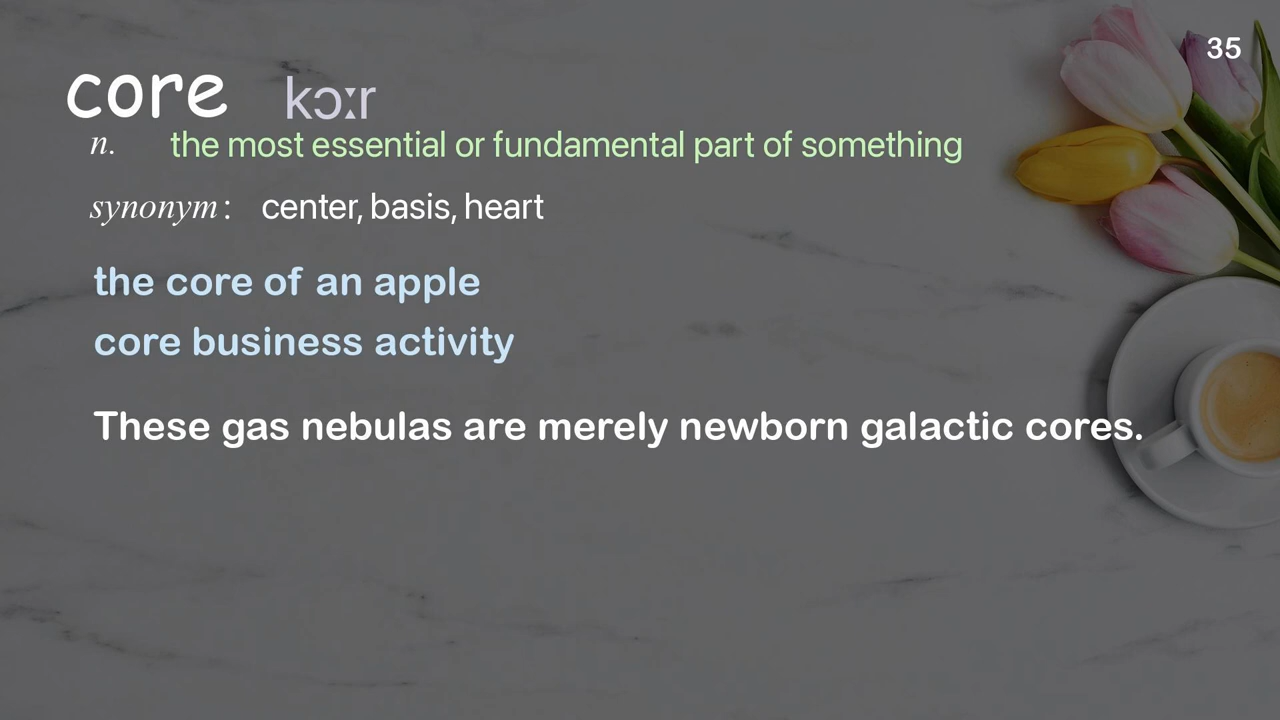 35
core kɔːr
n. the most essential or fundamental part of something
synonym: center, basis, heart
the core of an apple
core business activity
These gas nebulas are merely newborn galactic cores.